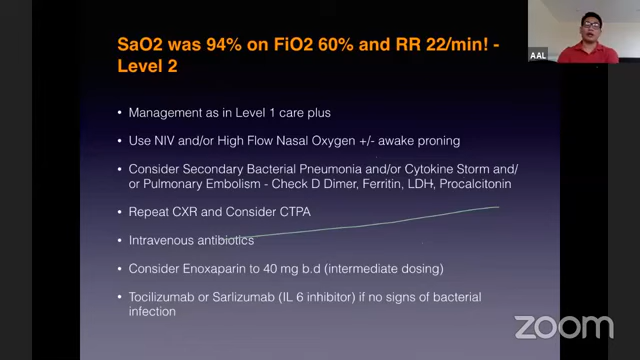 SaO2 was 94% on FiO2 60% and RR 22/min! -
Level 2
AAL
• Management as in Level 1 care plus
• Use NIV and/or High Flow Nasal Oxygen +/- awake proning
• Consider Secondary Bacterial Pneumonia and/or Cytokine Storm and/
or Pulmonary Embolism - Check D Dimer, Ferritin, LDH, Procalcitonin
• Repeat CXR and Consider CTPA
• Intravenous antibiotics
• Consider Enoxaparin to 40 mg b.d (intermediate dosing)
• Tocilizumab or Sarlizumab (IL 6 inhibitor) if no signs of bacterial
infection
zoom